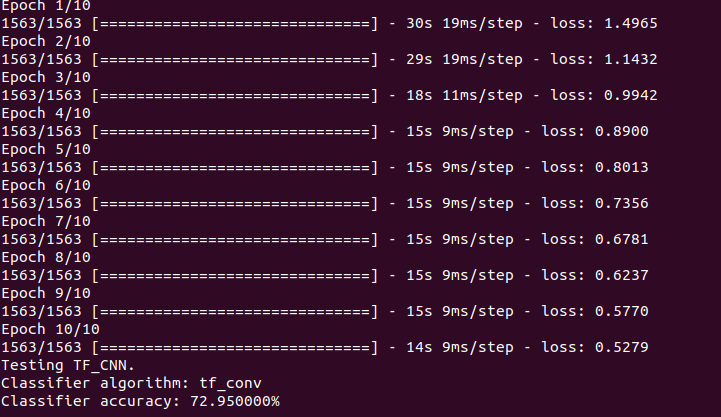 Epoch 1/10
1563/1563 [==============================] - 30s 19ms/step - loss: 1.4965
Epoch 2/10
1563/1563 [==============================] - 29s 19ms/step - loss: 1.1432
Epoch 3/10
1563/1563 [==============================] - 18s 11ms/step - loss: 0.9942
Epoch 4/10
1563/1563 [==============================] - 15s 9ms/step - loss: 0.8900
Epoch 5/10
1563/1563 [==============================] - 15s 9ms/step - loss: 0.8013
Epoch 6/10
1563/1563 [==============================] - 15s 9ms/step - loss: 0.7356
Epoch 7/10
1563/1563 [==============================] - 15s 9ms/step - loss: 0.6781
Epoch 8/10
1563/1563 [==============================] - 15s 9ms/step - loss: 0.6237
Epoch 9/10
1563/1563 [==============================] - 15s 9ms/step - loss: 0.5770
Epoch 10/10
1563/1563 [==============================] - 14s 9ms/step - loss: 0.5279
Testing TF_CNN.
Classifier algorithm: tf_conv
Classifier accuracy: 72.950000%